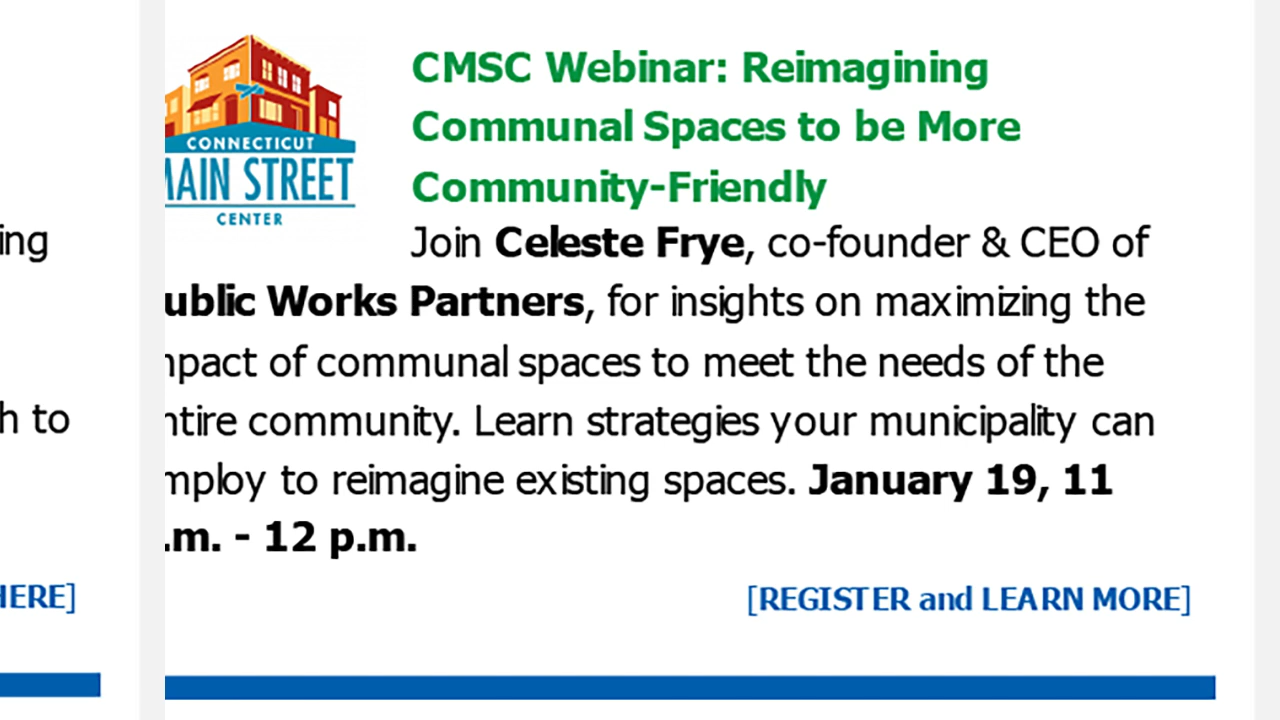 CONNECTICUT
MAIN STREET
CENTER
CMSC Webinar: Reimagining
Communal Spaces to be More
Community-Friendly
Join Celeste Frye, co-founder & CEO of
ublic Works Partners, for insights on maximizing the
npact of communal spaces to meet the needs of the
ntire community. Learn strategies your municipality can
mploy to reimagine existing spaces. January 19, 11
.m. - 12 p.m.
[REGISTER and LEARN MORE]
ing
h to
HERE]